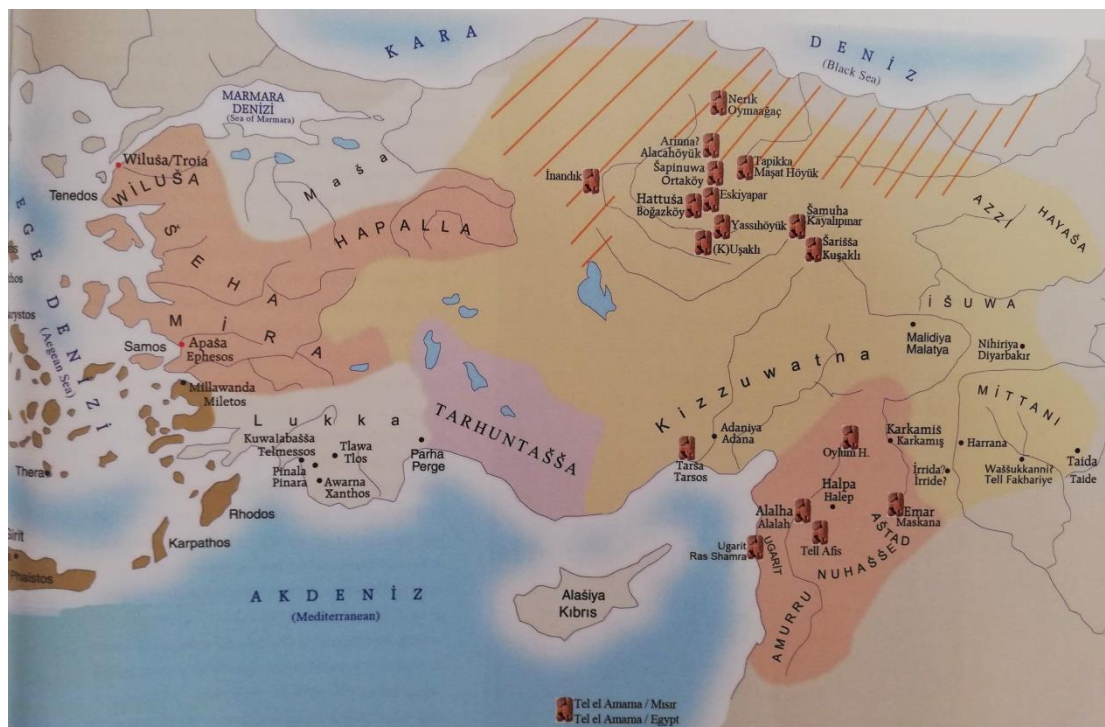 KARA
DENİZ
(Black Sea)
MARMARA
DENİZİ
(Sea of Marmara)
Nerik
Oymaağaç
Wiluša/Troia
Tenedos
WİLUŠA
Maša
Arinna?
Alacahöyük
Šapinuwa
Ortaköy
Tapikka
Maşat Höyük
İnandık
Hattuša
Boğazköy
Eskiyapar
Yassıhöyük
(K)Uşaklı
Šamuha
Kayalıpınar
Šarišša
Kuşaklı
AZZİ
HAYAŠA
HAPALLA
ŠEHA
MİRA
EGE DENİZİ
(Aegean Sea)
Samos
Apaša
Ephesos
Millawanda
Miletos
İŠUWA
Malidiya
Malatya
Nihiriya
Diyarbakır
MİTTANİ
Kizzuwatna
TARHUNTAŠŠA
Lukka
Kuwalabašša
Telmessos
Tlawa
Tlos
Pinala
Pinara
Awarna
Xanthos
Parha
Perge
Adaniya
Adana
Tarša
Tarsos
Oylum H.
Karkamiš
Karkamış
Harrana
İrrida?
İrride?
Waššukkanni?
Tell Fakhariye
Taida
Taide
Halpa
Halep
Alalha
Alalah
Emar
Maskana
AŠTAD
Tell Afis
NUHAŠŠE
Ugarit
Ras Shamra
UGARİT
AMURRU
Thera
Rhodos
Karpathos
Phaistos
AKDENİZ
(Mediterranean)
Alašiya
Kıbrıs
Tel el Amama / Mısır
Tel el Amama / Egypt